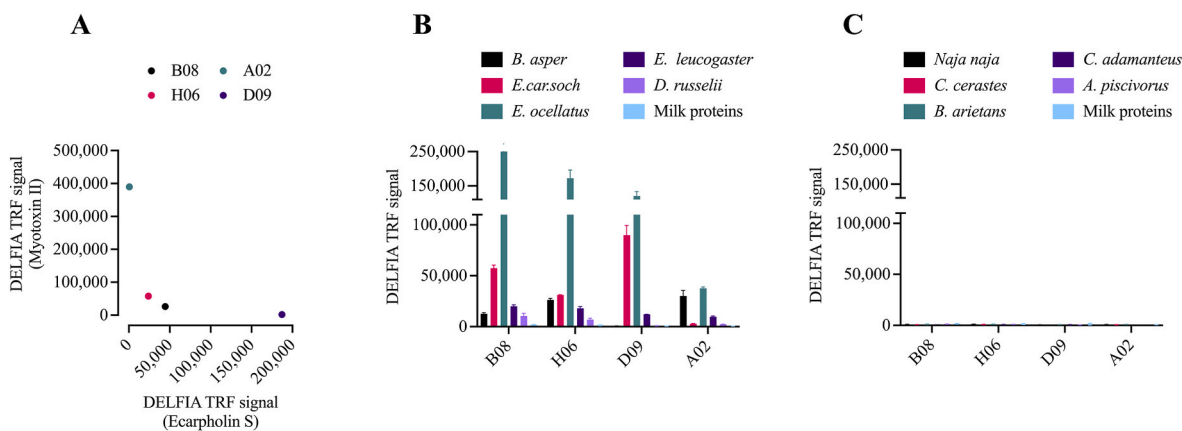 A
B08
A02
H06
D09
500,000
400,000
300,000
200,000
100,000
0
DELFIA TRF signal
(Myotoxin II)
0
50,000
100,000
150,000
200,000
DELFIA TRF signal
(Ecarpholin S)
B
B. asper
E. leucogaster
E.car.soch
D. russelii
E. ocellatus
Milk proteins
250,000
150,000
100,000
50,000
0
DELFIA TRF signal
B08
H06
D09
A02
C
Naja naja
C. adamanteus
C. cerastes
A. piscivorus
B. arietans
Milk proteins
250,000
150,000
100,000
50,000
0
DELFIA TRF signal
B08
H06
D09
A02